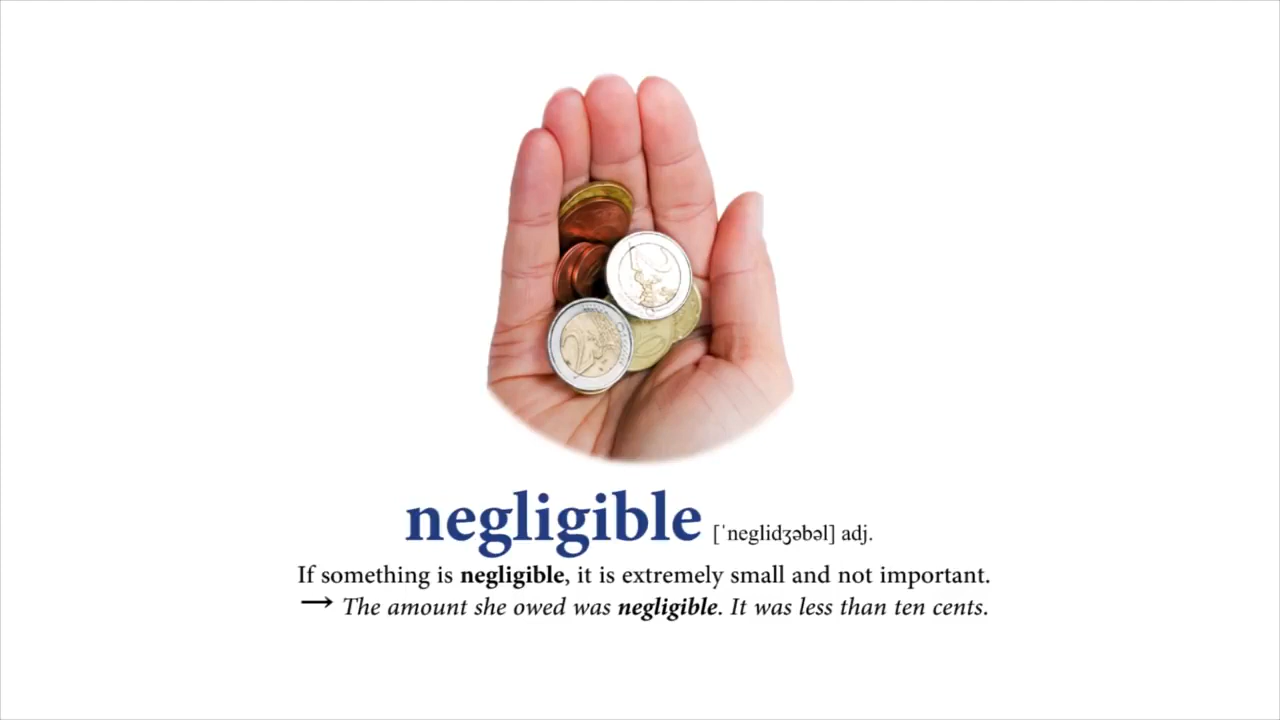 negligible [ˈneglidʒəbəl] adj.
If something is negligible, it is extremely small and not important.
→ The amount she owed was negligible. It was less than ten cents.